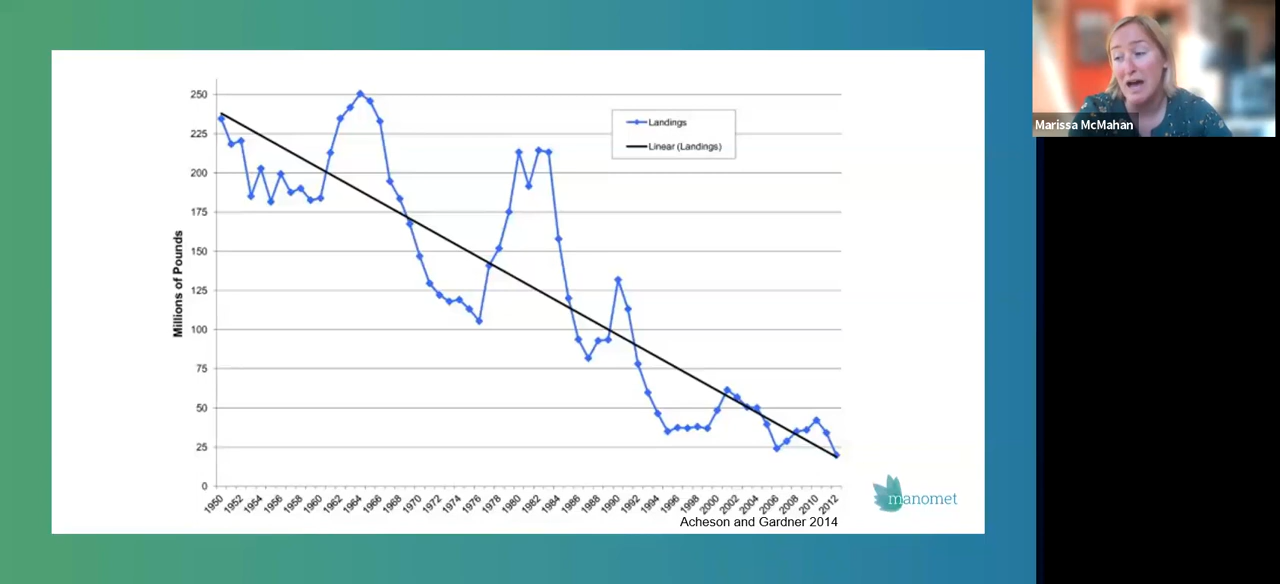 Marissa McMahan
Landings
Linear (Landings)
Millions of Pounds
250
225
200
175
150
125
100
75
50
25
0
1950 1952 1954 1956 1958 1960 1962 1964 1966 1968 1970 1972 1974 1976 1978 1980 1982 1984 1986 1988 1990 1992 1994 1996 1998 2000 2002 2004 2006 2008 2010 2012
manomet
Acheson and Gardner 2014